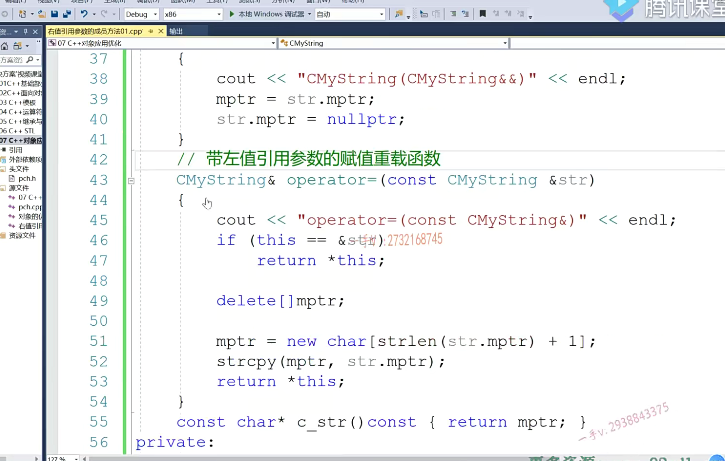 腾讯课堂
Debug x86 本地 Windows 调试器 自动
右值引用参数的成员方法01.cpp 输出
07 C++对象应用优化 CMyString
37 {
38 cout << "CMyString(CMyString&&)" << endl;
39 mptr = str.mptr;
40 str.mptr = nullptr;
41 }
42 // 带左值引用参数的赋值重载函数
43 CMyString& operator=(const CMyString &str)
44 {
45 cout << "operator=(const CMyString&)" << endl;
46 if (this == &str)
:2732168745
47 return *this;
48
49 delete[]mptr;
50
51 mptr = new char[strlen(str.mptr) + 1];
52 strcpy(mptr, str.mptr);
53 return *this;
54 }
55 const char* c_str()const { return mptr; }
56 private:
一手v.2938843375
127 %
引用
外部依赖项
头文件
pch.h
源文件
07 C++
pch.cpp
对象的
右值引
资源文件